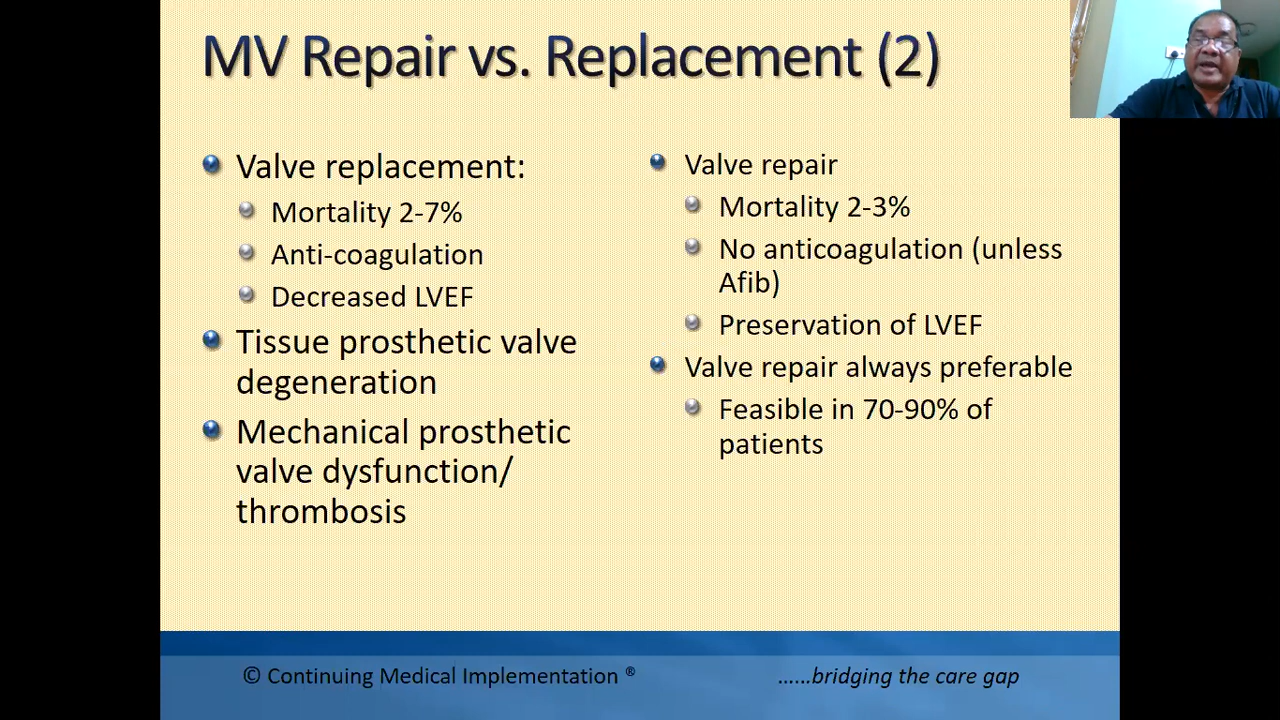 MV Repair vs. Replacement (2)
Valve replacement:
Mortality 2-7%
Anti-coagulation
Decreased LVEF
Tissue prosthetic valve
degeneration
Mechanical prosthetic
valve dysfunction/
thrombosis
Valve repair
Mortality 2-3%
No anticoagulation (unless
Afib)
Preservation of LVEF
Valve repair always preferable
Feasible in 70-90% of
patients
© Continuing Medical Implementation ®
......bridging the care gap